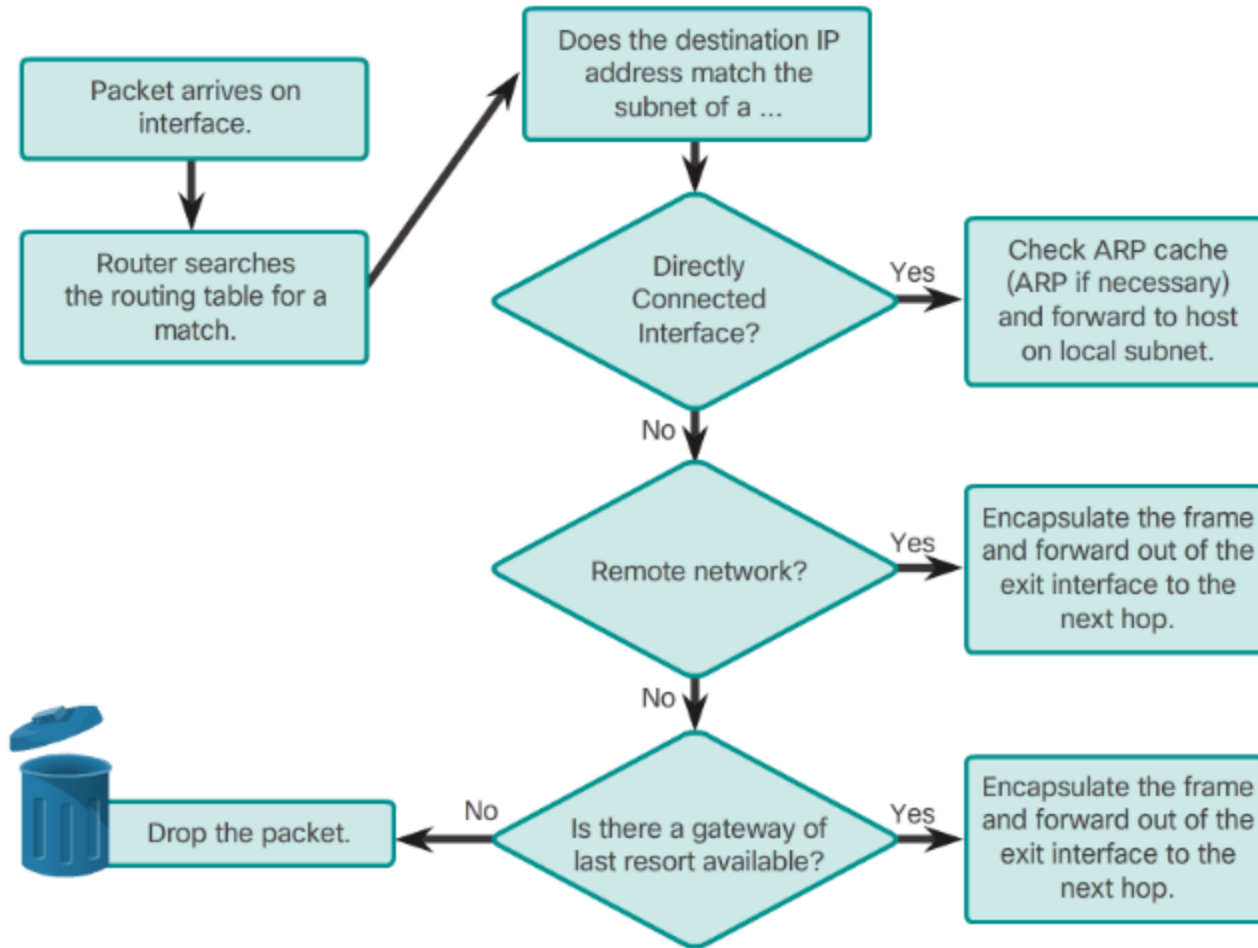 Packet arrives on
interface.
Router searches
the routing table for a
match.
Does the destination IP
address match the
subnet of a ...
Directly
Connected
Interface?
Yes
Check ARP cache
(ARP if necessary)
and forward to host
on local subnet.
No
Remote network?
Yes
Encapsulate the frame
and forward out of the
exit interface to the
next hop.
No
Is there a gateway of
last resort available?
Yes
Encapsulate the frame
and forward out of the
exit interface to the
next hop.
No
Drop the packet.